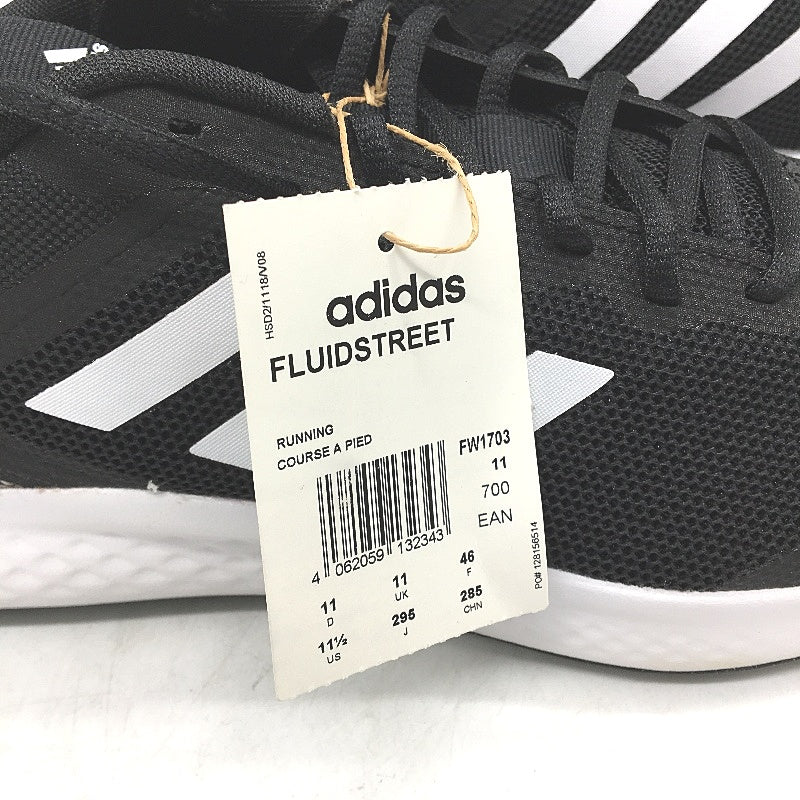 HSD2/1118/V08
adidas
FLUIDSTREET
RUNNING
COURSE A PIED
FW1703
11
700
EAN
4 062059 132343
11 11 46
D UK F
11½ 295 285
US J CHN
PO# 128156514